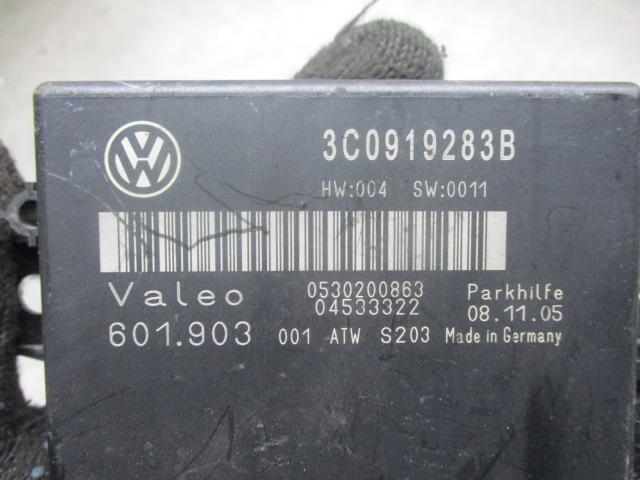 3C0919283B
HW:004 SW:0011
Valeo 0530200863 Parkhilfe
04533322 08.11.05
601.903 001 ATW S203 Made in Germany